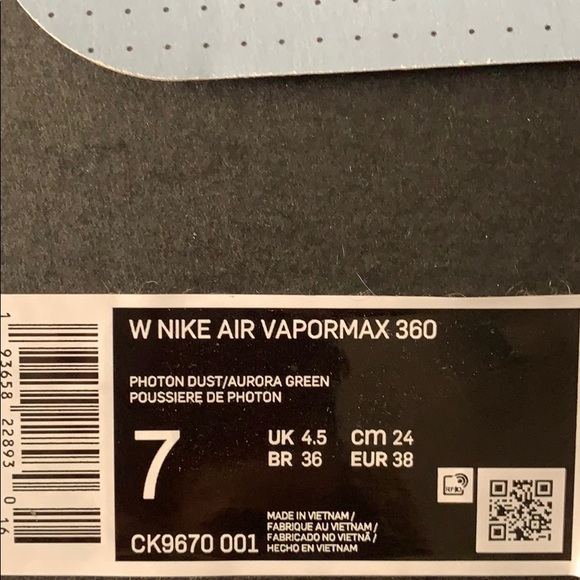 W NIKE AIR VAPORMAX 360
PHOTON DUST/AURORA GREEN
POUSSIERE DE PHOTON
7
UK 4.5 cm 24
BR 36 EUR 38
MADE IN VIETNAM /
FABRIQUE AU VIETNAM /
FABRICADO NO VIETNÃ /
HECHO EN VIETNAM
CK9670 001
1 93658 22893 0 16
RFID